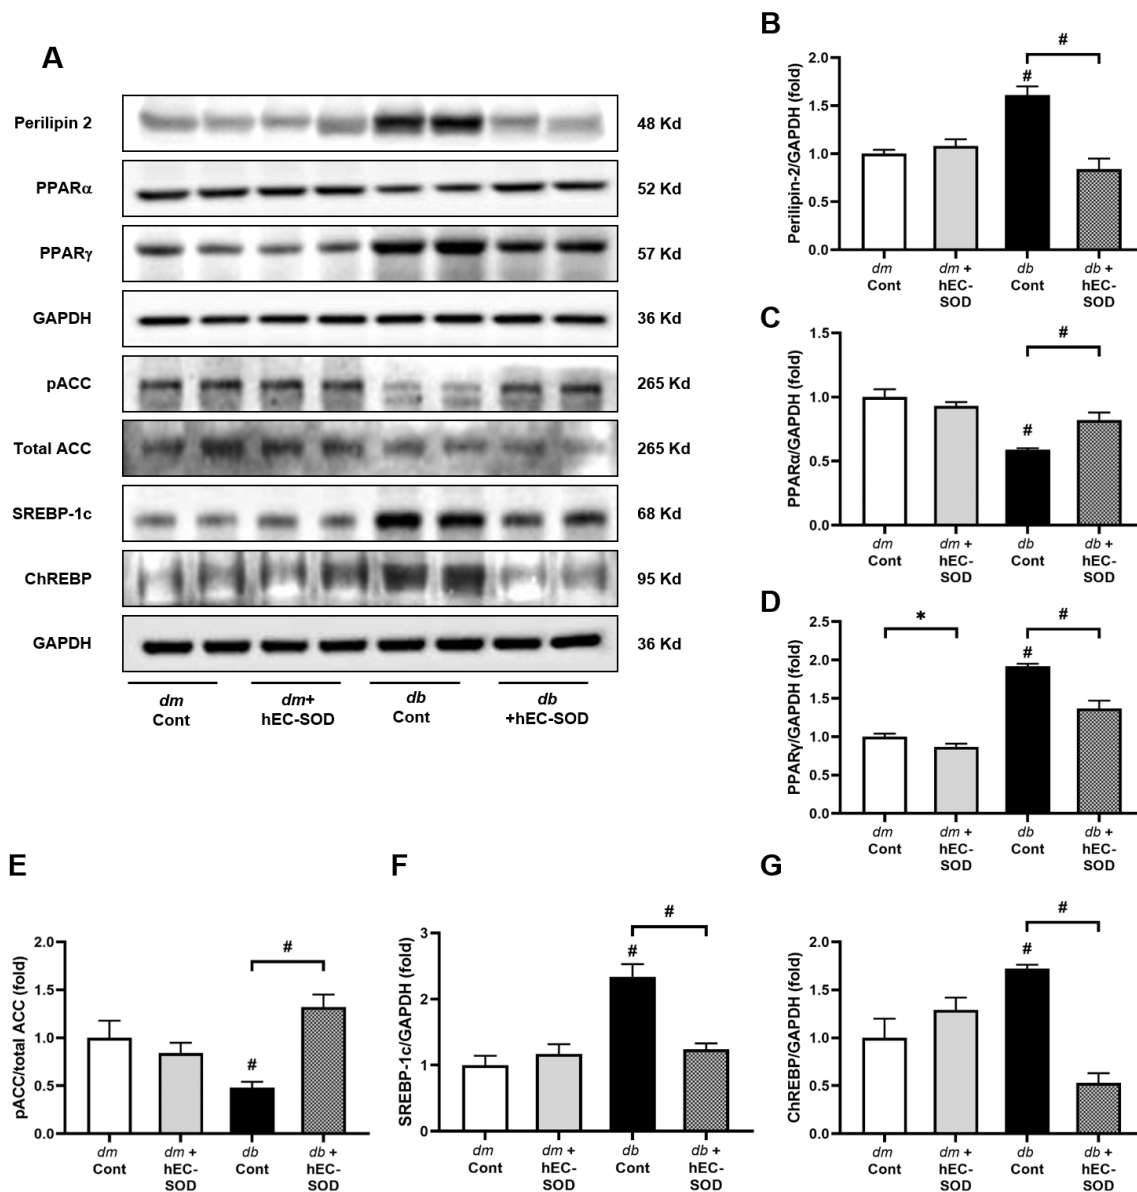 A
Perilipin 2
48 Kd
PPARα
52 Kd
PPARγ
57 Kd
GAPDH
36 Kd
pACC
265 Kd
Total ACC
265 Kd
SREBP-1c
68 Kd
ChREBP
95 Kd
GAPDH
36 Kd
dm
Cont
dm+
hEC-SOD
db
Cont
db
+hEC-SOD
B
Perilipin-2/GAPDH (fold)
2.0
1.5
1.0
0.5
0.0
#
#
dm
Cont
dm +
hEC-
SOD
db
Cont
db +
hEC-
SOD
C
PPARα/GAPDH (fold)
1.5
1.0
0.5
0.0
#
#
dm
Cont
dm +
hEC-
SOD
db
Cont
db +
hEC-
SOD
D
PPARγ/GAPDH (fold)
2.5
2.0
1.5
1.0
0.5
0.0
*
#
#
dm
Cont
dm +
hEC-
SOD
db
Cont
db +
hEC-
SOD
E
pACC/total ACC (fold)
2.0
1.5
1.0
0.5
0.0
#
#
dm
Cont
dm +
hEC-
SOD
db
Cont
db +
hEC-
SOD
F
SREBP-1c/GAPDH (fold)
3
2
1
0
#
#
dm
Cont
dm +
hEC-
SOD
db
Cont
db +
hEC-
SOD
G
ChREBP/GAPDH (fold)
2.0
1.5
1.0
0.5
0.0
#
#
dm
Cont
dm +
hEC-
SOD
db
Cont
db +
hEC-
SOD